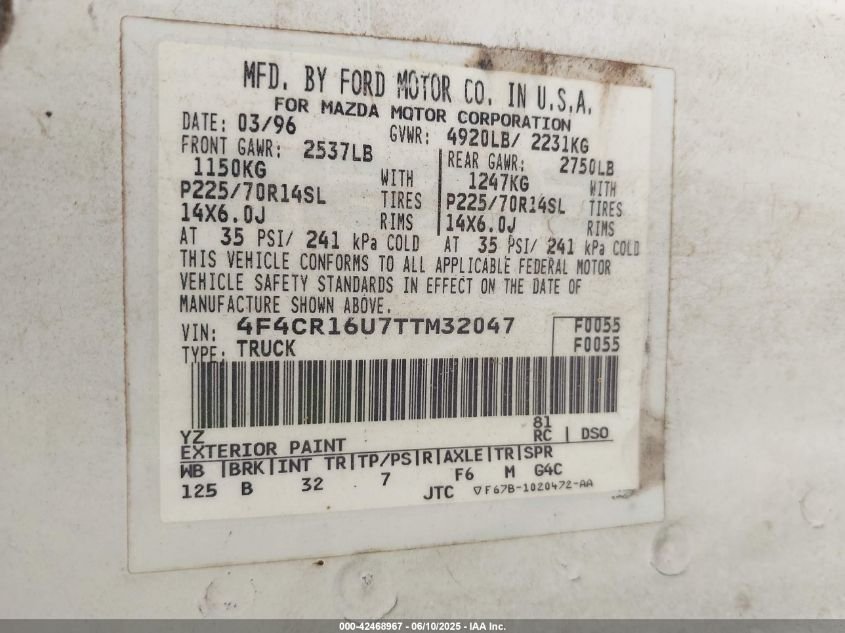 MFD. BY FORD MOTOR CO. IN U.S.A.
FOR MAZDA MOTOR CORPORATION
DATE: 03/96 GVWR: 4920LB/ 2231KG
FRONT GAWR: 2537LB REAR GAWR: 2750LB
1150KG WITH 1247KG WITH
P225/70R14SL TIRES P225/70R14SL TIRES
14X6.0J RIMS 14X6.0J RIMS
AT 35 PSI/ 241 kPa COLD AT 35 PSI/ 241 kPa COLD
THIS VEHICLE CONFORMS TO ALL APPLICABLE FEDERAL MOTOR
VEHICLE SAFETY STANDARDS IN EFFECT ON THE DATE OF
MANUFACTURE SHOWN ABOVE.
VIN: 4F4CR16U7TTM32047 F0055
TYPE: TRUCK F0055
81
YZ RC DSO
EXTERIOR PAINT
WB |BRK|INT TR|TP/PS|R|AXLE|TR|SPR
125 B 32 7 F6 M G4C
JTC ▽F67B-1020472-AA
000-42468967 - 06/10/2025 - IAA Inc.